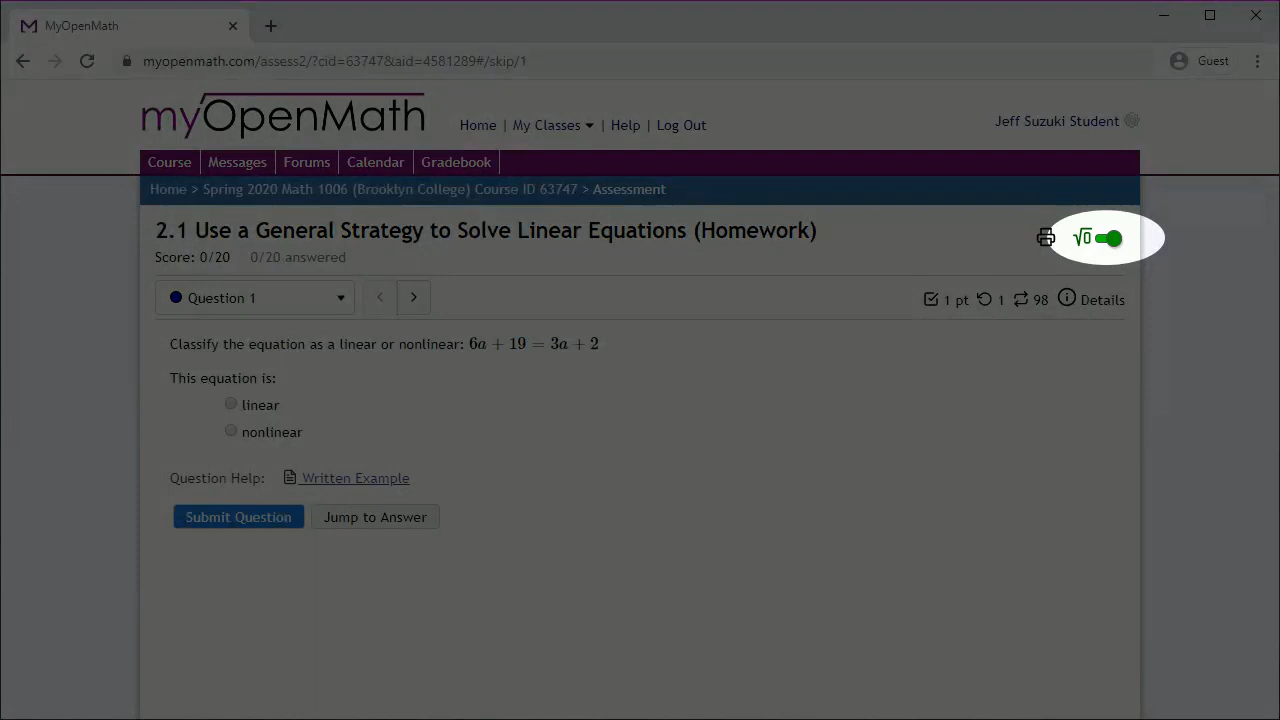 MyOpenMath
myopenmath.com/assess2/?cid=63747&aid=4581289#/skip/1
Guest
myOpenMath
Home | My Classes | Help | Log Out
Jeff Suzuki Student
Course Messages Forums Calendar Gradebook
Home > Spring 2020 Math 1006 (Brooklyn College) Course ID 63747 > Assessment
2.1 Use a General Strategy to Solve Linear Equations (Homework)
√0
Score: 0/20 0/20 answered
Question 1 < >
1 pt 1 98 Details
Classify the equation as a linear or nonlinear: 6a + 19 = 3a + 2
This equation is:
linear
nonlinear
Question Help: Written Example
Submit Question Jump to Answer